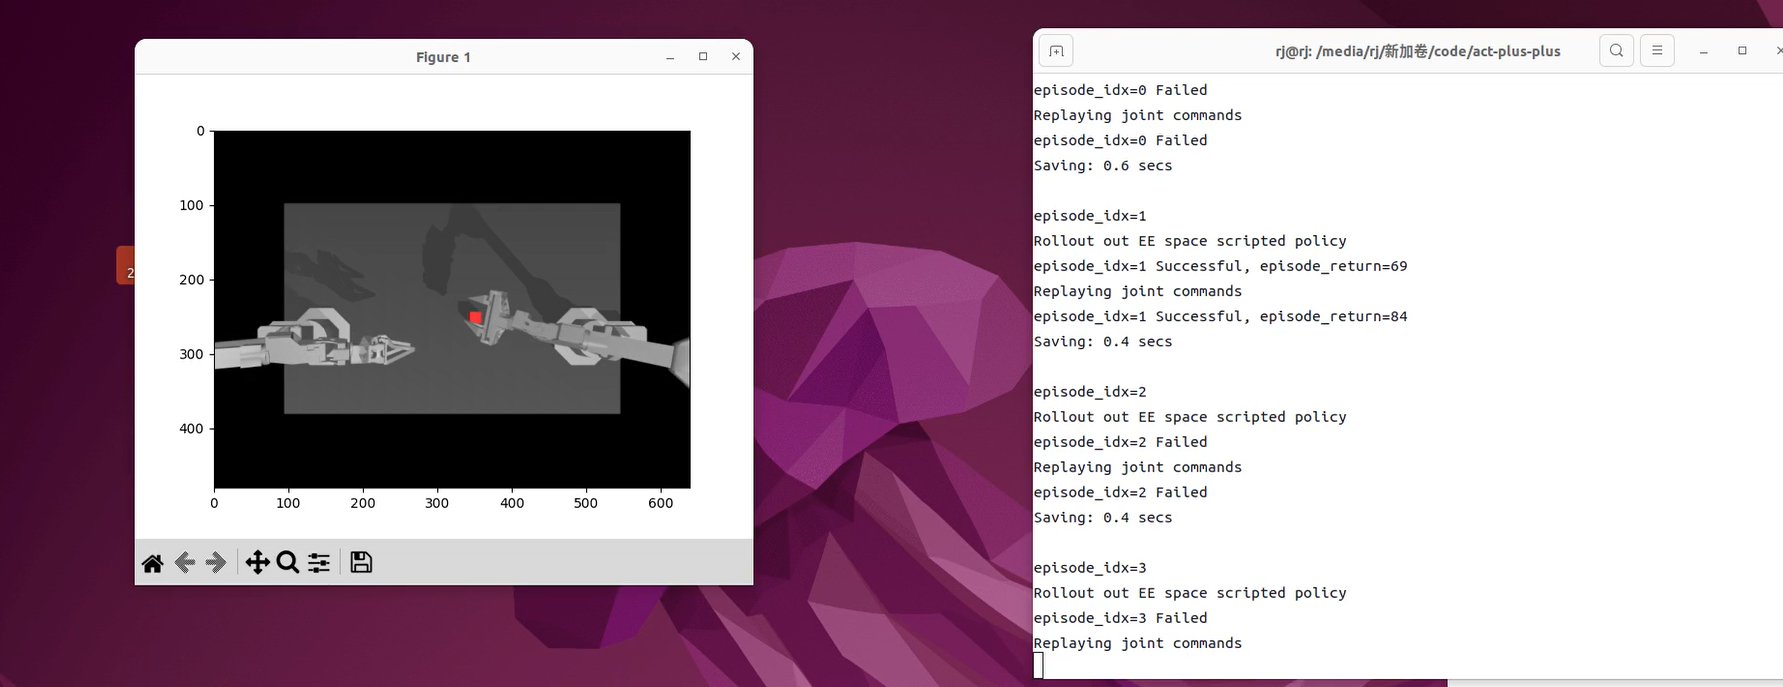 Figure 1
0
100
200
300
400
0 100 200 300 400 500 600
2
rj@rj: /media/rj/新加卷/code/act-plus-plus
episode_idx=0 Failed
Replaying joint commands
episode_idx=0 Failed
Saving: 0.6 secs
episode_idx=1
Rollout out EE space scripted policy
episode_idx=1 Successful, episode_return=69
Replaying joint commands
episode_idx=1 Successful, episode_return=84
Saving: 0.4 secs
episode_idx=2
Rollout out EE space scripted policy
episode_idx=2 Failed
Replaying joint commands
episode_idx=2 Failed
Saving: 0.4 secs
episode_idx=3
Rollout out EE space scripted policy
episode_idx=3 Failed
Replaying joint commands